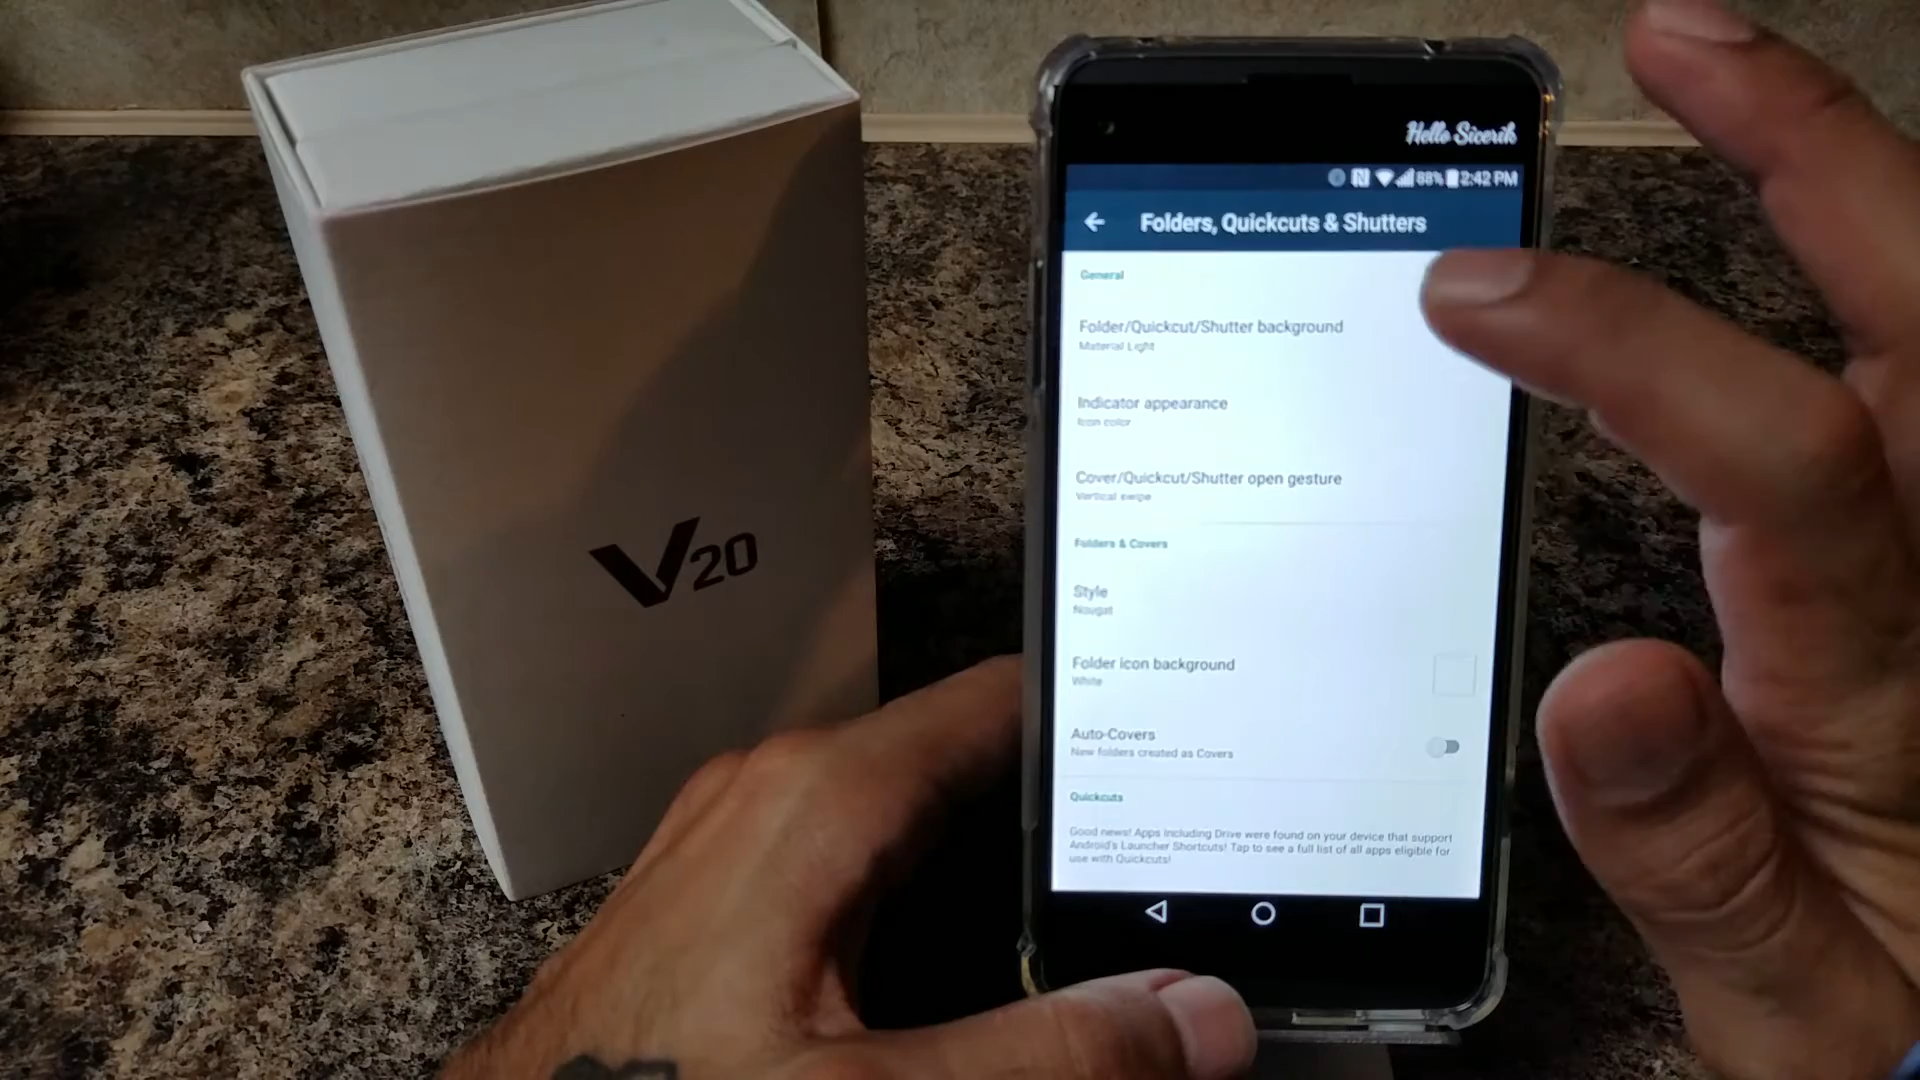 V20
Hello Sicerik
N 88% 2:42 PM
Folders, Quickcuts & Shutters
General
Folder/Quickcut/Shutter background
Material Light
Indicator appearance
Icon color
Cover/Quickcut/Shutter open gesture
Vertical swipe
Folders & Covers
Style
Nougat
Folder icon background
White
Auto-Covers
New folders created as Covers
Quickcuts
Good news! Apps including Drive were found on your device that support
Android's Launcher Shortcuts! Tap to see a full list of all apps eligible for
use with Quickcuts!